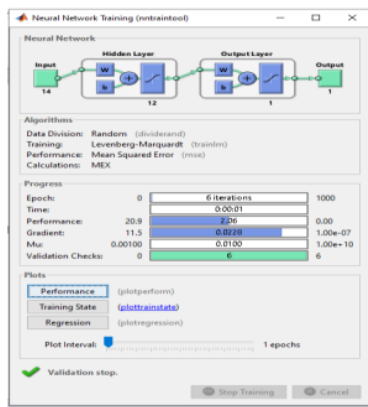 Neural Network Training (nntraintool)
Neural Network
Hidden Layer Output Layer
Input Output
W W
b b
+ +
14 12 1 1
Algorithms
Data Division: Random (dividerand)
Training: Levenberg-Marquardt (trainlm)
Performance: Mean Squared Error (mse)
Calculations: MEX
Progress
Epoch: 0 6 iterations 1000
Time: 0:00:01
Performance: 20.9 2.06 0.00
Gradient: 11.5 0.0220 1.00e-07
Mu: 0.00100 0.0100 1.00e+10
Validation Checks: 0 6 6
Plots
Performance (plotperform)
Training State (plottrainstate)
Regression (plotregression)
Plot Interval: 1 epochs
Validation stop.
Stop Training Cancel